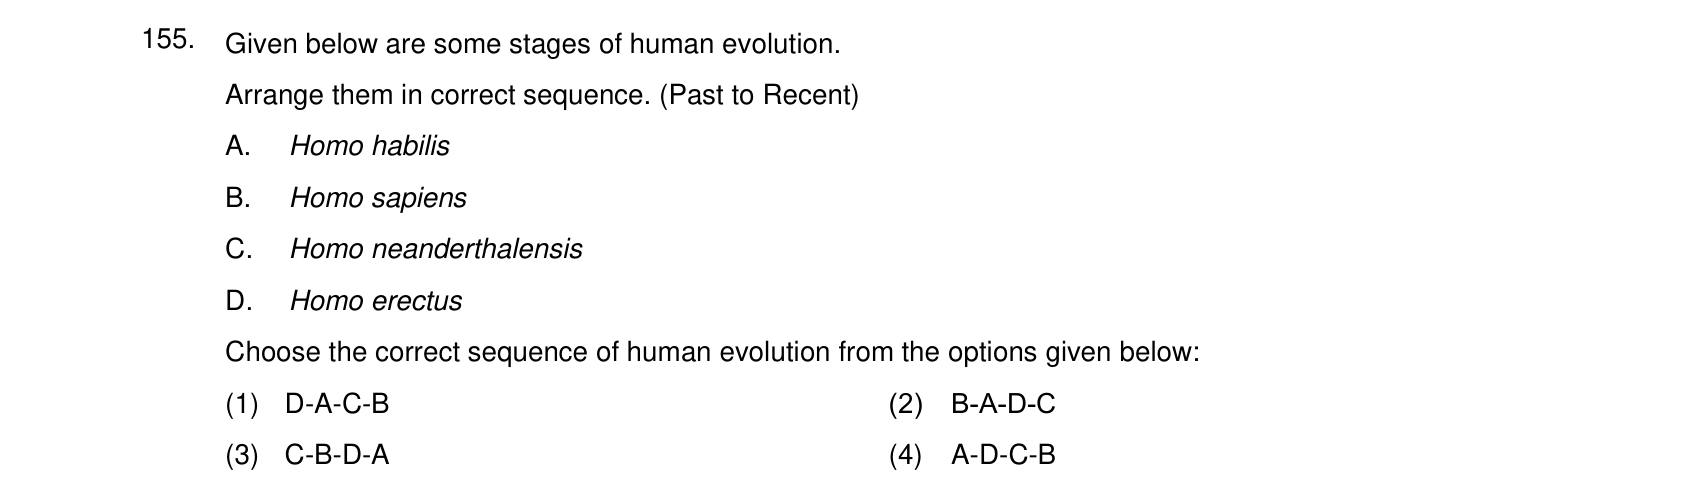 155. Given below are some stages of human evolution.
Arrange them in correct sequence. (Past to Recent)
A. Homo habilis
B. Homo sapiens
C. Homo neanderthalensis
D. Homo erectus
Choose the correct sequence of human evolution from the options given below:
(1) D-A-C-B (2) B-A-D-C
(3) C-B-D-A (4) A-D-C-B